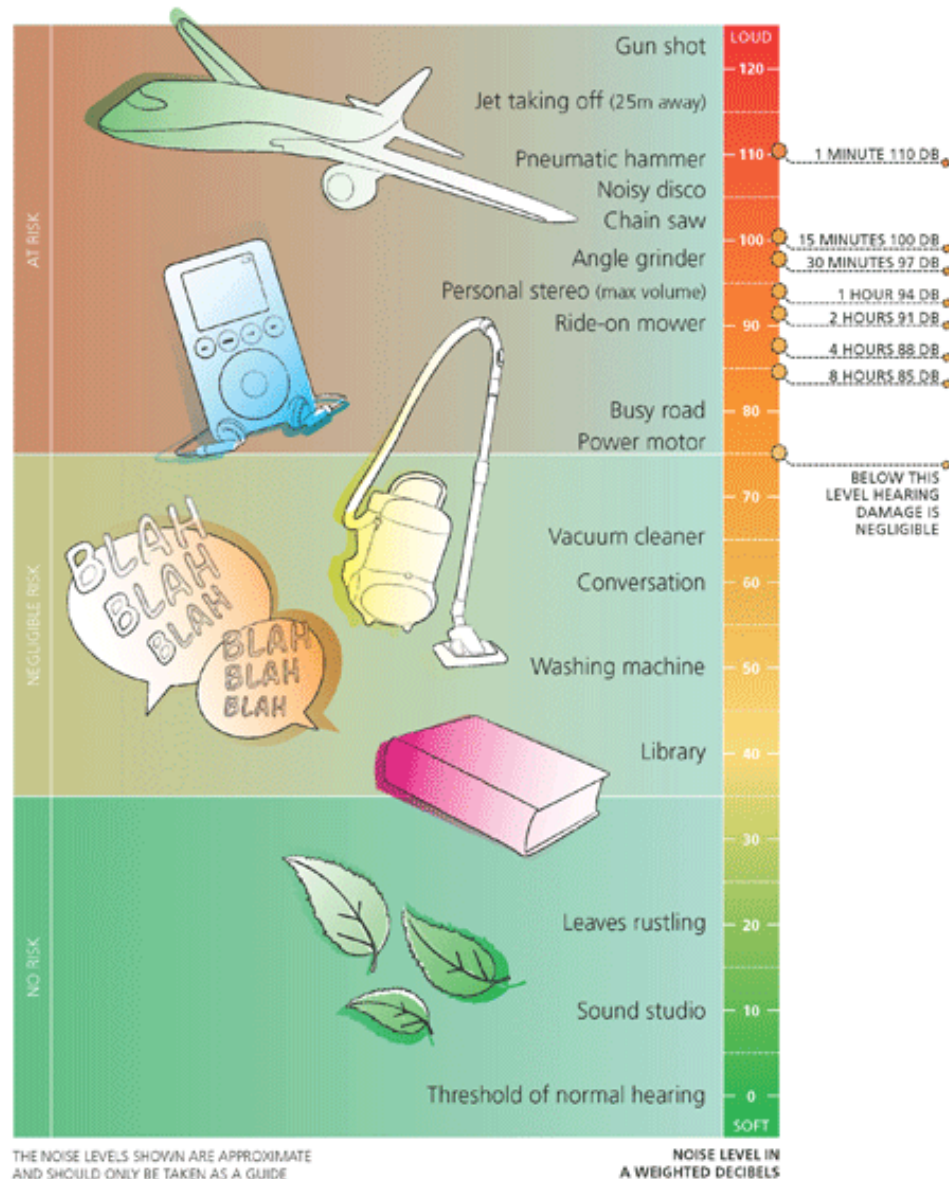 LOUD
Gun shot
120
Jet taking off (25m away)
Pneumatic hammer
110
1 MINUTE 110 DB
Noisy disco
Chain saw
100
15 MINUTES 100 DB
Angle grinder
30 MINUTES 97 DB
Personal stereo (max volume)
1 HOUR 94 DB
Ride-on mower
90
2 HOURS 91 DB
4 HOURS 88 DB
8 HOURS 85 DB
Busy road
80
Power motor
AT RISK
BELOW THIS
LEVEL HEARING
DAMAGE IS
NEGLIGIBLE
70
Vacuum cleaner
Conversation
60
BLAH
BLAH
BLAH
BLAH
BLAH
BLAH
Washing machine
50
Library
40
NEGLIGIBLE RISK
30
Leaves rustling
20
Sound studio
10
Threshold of normal hearing
0
SOFT
NO RISK
THE NOISE LEVELS SHOWN ARE APPROXIMATE
AND SHOULD ONLY BE TAKEN AS A GUIDE
NOISE LEVEL IN
A WEIGHTED DECIBELS